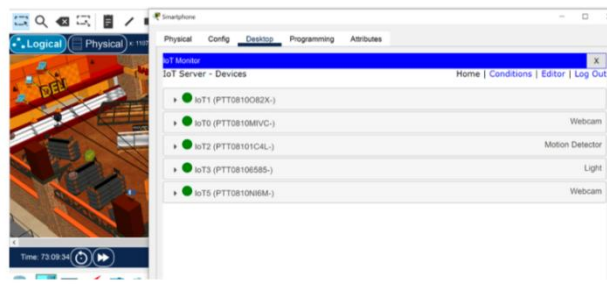 Smartphone
Physical Config Desktop Programming Attributes
IoT Monitor X
IoT Server - Devices Home | Conditions | Editor | Log Out
IoT1 (PTT0810O82X-)
IoT0 (PTT0810MIVC-) Webcam
IoT2 (PTT08101C4L-) Motion Detector
IoT3 (PTT08106585-) Light
IoT5 (PTT0810NI6M-) Webcam
Logical Physical x: 1107
DELI
Time: 73:09:34